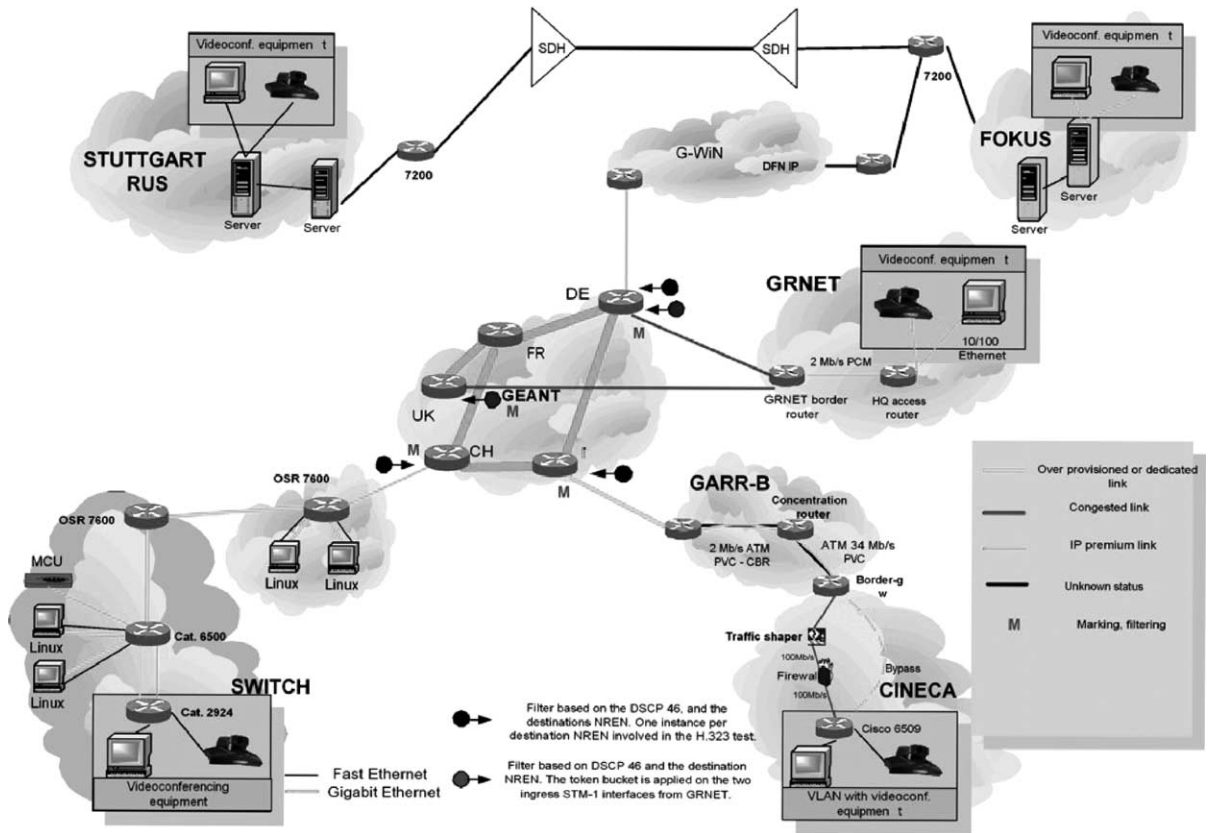 Videoconf. equipmen t
STUTTGART
RUS
Server
Server
7200
SDH
SDH
7200
G-WiN
DFN IP
Videoconf. equipmen t
FOKUS
Server
Server
DE
M
FR
UK
GEANT
M
M
CH
M
GRNET
Videoconf. equipmen t
10/100
Ethernet
2 Mb/s PCM
GRNET border
router
HQ access
router
OSR 7600
OSR 7600
Linux
Linux
MCU
Linux
Linux
Cat. 6500
SWITCH
Cat. 2924
Videoconferencing
equipment
Fast Ethernet
Gigabit Ethernet
GARR-B
Concentration
router
2 Mb/s ATM
PVC - CBR
ATM 34 Mb/s
PVC
Border-g
w
Traffic shaper
100Mb/s
Firewal
100Mb/s
Bypass
CINECA
Cisco 6509
VLAN with videoconf.
equipmen t
Filter based on the DSCP 46, and the
destinations NREN. One instance per
destination NREN involved in the H.323 test.
Filter based on DSCP 46 and the destination
NREN. The token bucket is applied on the two
ingress STM-1 interfaces from GRNET.
Over provisioned or dedicated
link
Congested link
IP premium link
Unknown status
M
Marking, filtering